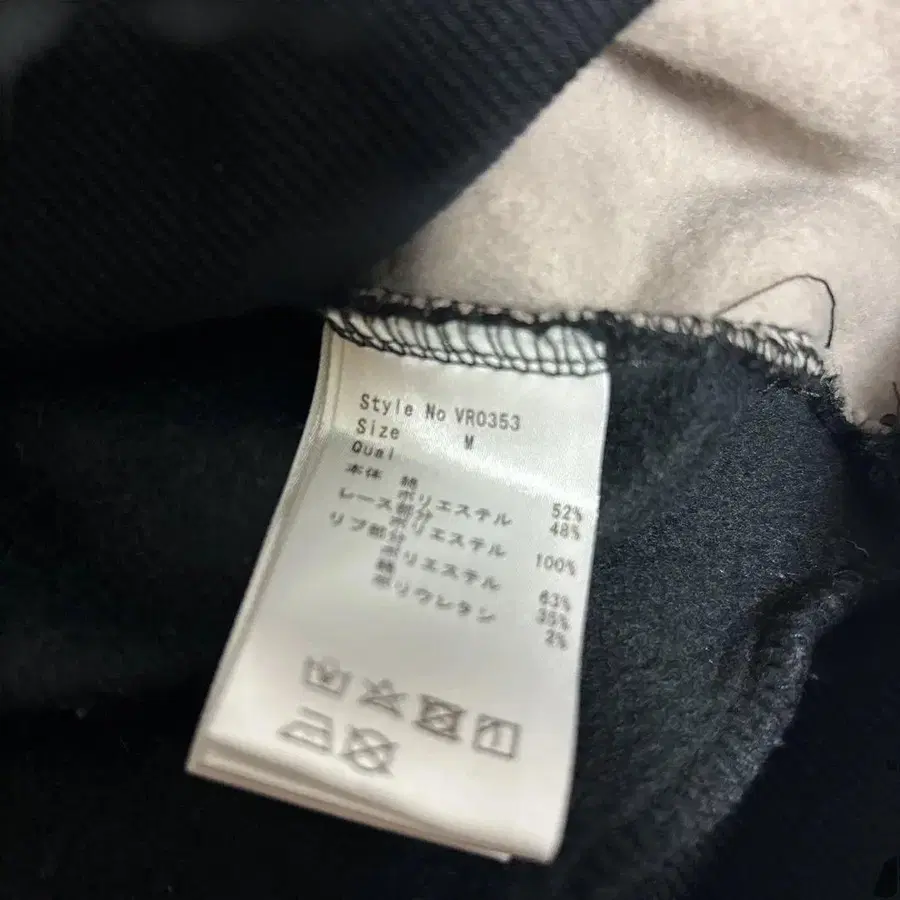 Style No VR0353
Size M
Qual
本体 綿 52%
ポリエステル 48%
レース部分
ポリエステル 100%
リブ部分
ポリエステル 63%
綿 35%
ポリウレタン 2%